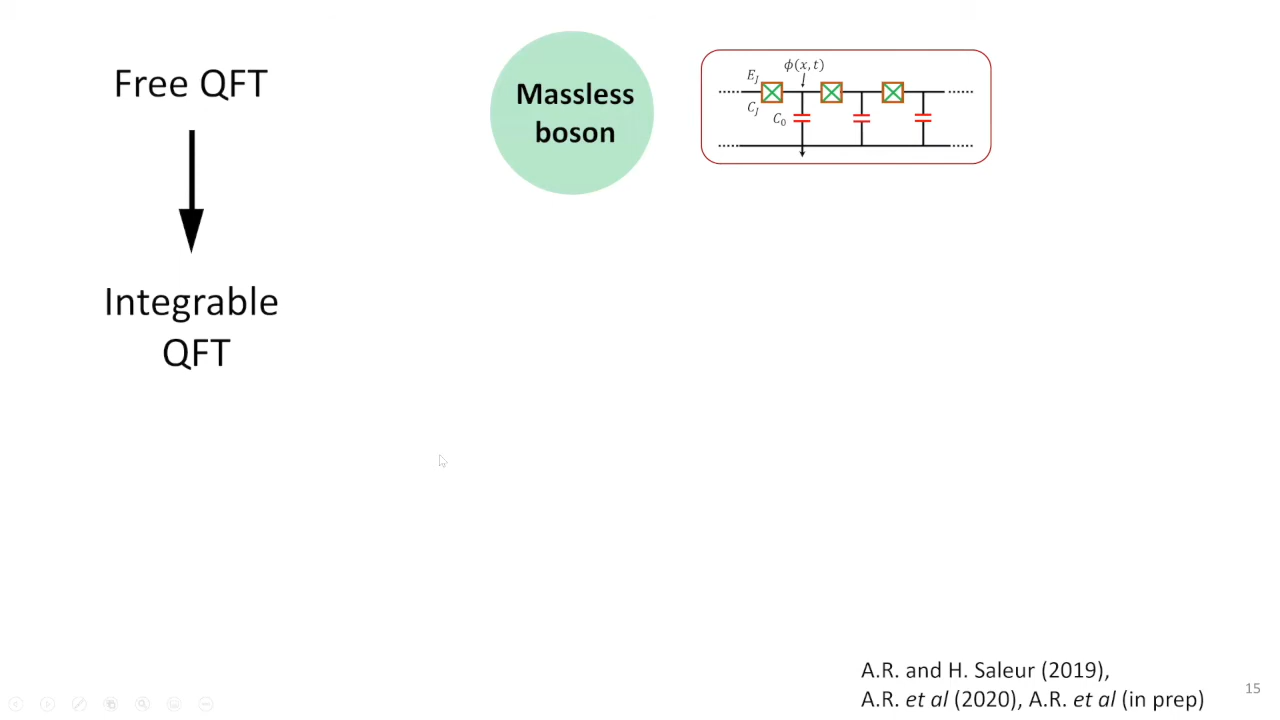 Free QFT
Integrable
QFT
Massless
boson
ϕ(x,t)
E_J
C_J
C_0
A.R. and H. Saleur (2019),
A.R. et al (2020), A.R. et al (in prep)
15